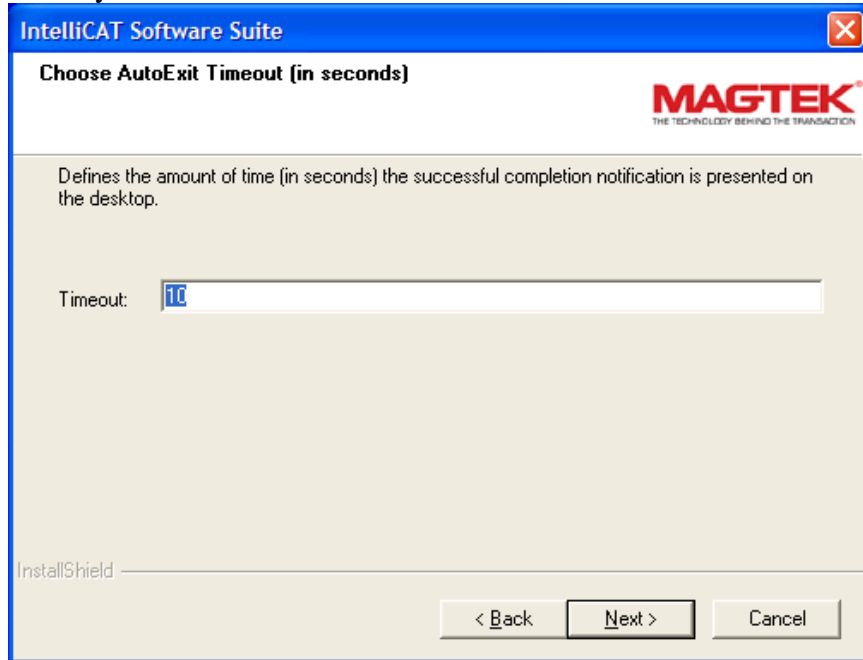 IntelliCAT Software Suite
Choose AutoExit Timeout (in seconds)
MAGTEK®
THE TECHNOLOGY BEHIND THE TRANSACTION
Defines the amount of time (in seconds) the successful completion notification is presented on
the desktop.
Timeout: 10
InstallShield
< Back Next > Cancel